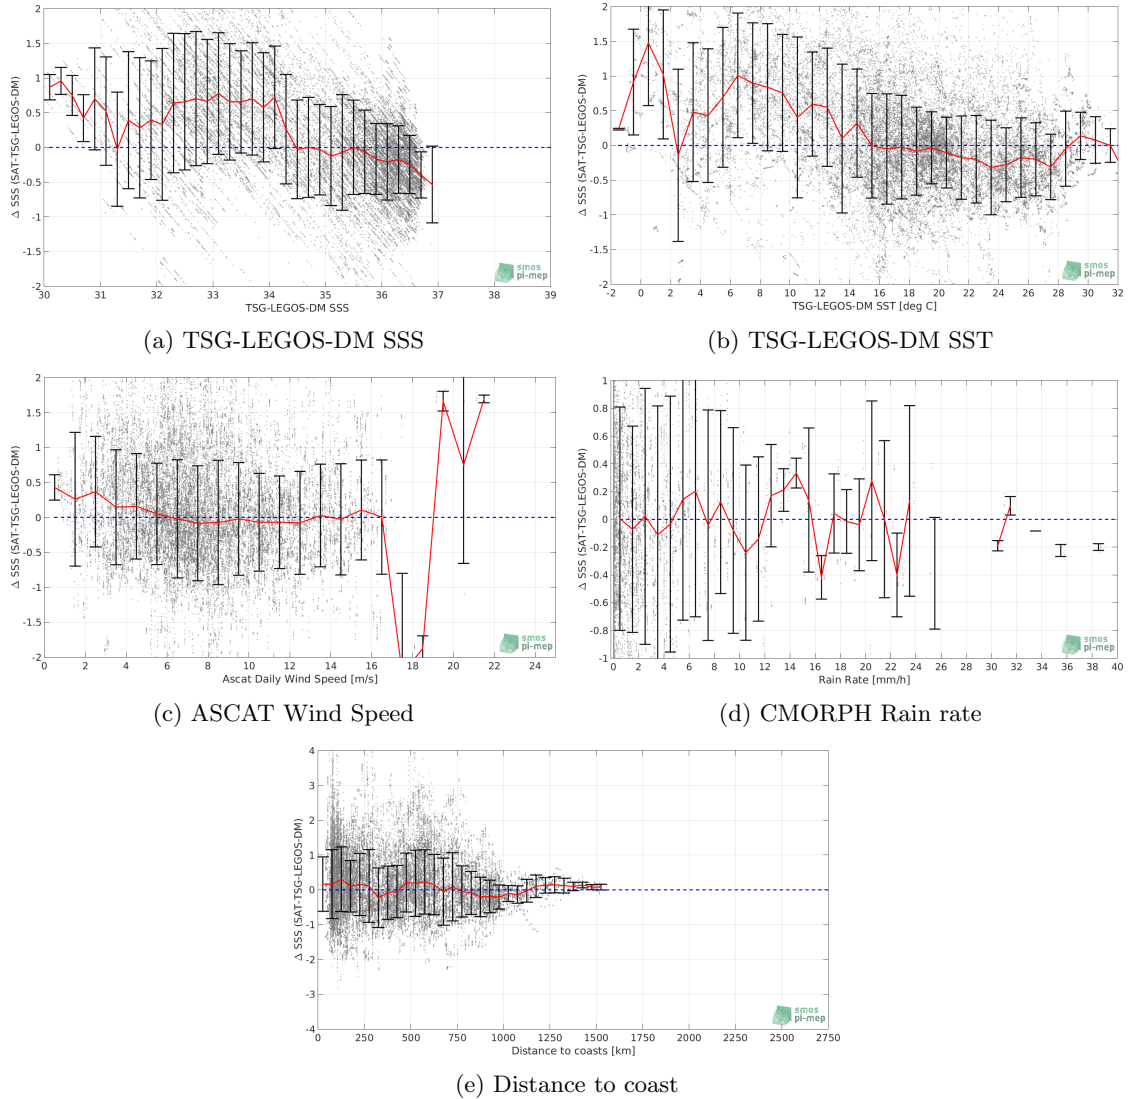 Δ SSS (SAT-TSG-LEGOS-DM)
2
1.5
1
0.5
0
-0.5
-1
-1.5
-2
30 31 32 33 34 35 36 37 38 39
TSG-LEGOS-DM SSS
smos
pi-mep
(a) TSG-LEGOS-DM SSS
Δ SSS (SAT-TSG-LEGOS-DM)
2
1.5
1
0.5
0
-0.5
-1
-1.5
-2
-2 0 2 4 6 8 10 12 14 16 18 20 22 24 26 28 30 32
TSG-LEGOS-DM SST [deg C]
smos
pi-mep
(b) TSG-LEGOS-DM SST
Δ SSS (SAT-TSG-LEGOS-DM)
2
1.5
1
0.5
0
-0.5
-1
-1.5
-2
0 2 4 6 8 10 12 14 16 18 20 22 24
Ascat Daily Wind Speed [m/s]
smos
pi-mep
(c) ASCAT Wind Speed
Δ SSS (SAT-TSG-LEGOS-DM)
1
0.8
0.6
0.4
0.2
0
-0.2
-0.4
-0.6
-0.8
-1
0 2 4 6 8 10 12 14 16 18 20 22 24 26 28 30 32 34 36 38 40
Rain Rate [mm/h]
smos
pi-mep
(d) CMORPH Rain rate
Δ SSS (SAT-TSG-LEGOS-DM)
4
3
2
1
0
-1
-2
-3
-4
0 250 500 750 1000 1250 1500 1750 2000 2250 2500 2750
Distance to coasts [km]
smos
pi-mep
(e) Distance to coast